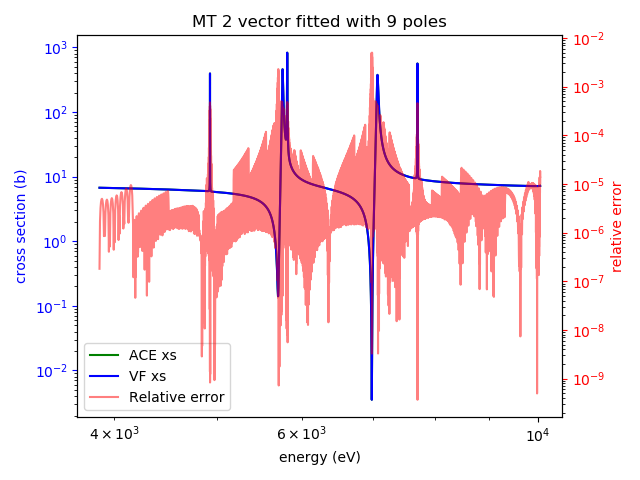 MT 2 vector fitted with 9 poles
cross section (b)
10³
10²
10¹
10⁰
10⁻¹
10⁻²
10⁻²
10⁻³
10⁻⁴
10⁻⁵
10⁻⁶
10⁻⁷
10⁻⁸
10⁻⁹
relative error
ACE xs
VF xs
Relative error
4 × 10³
6 × 10³
10⁴
energy (eV)